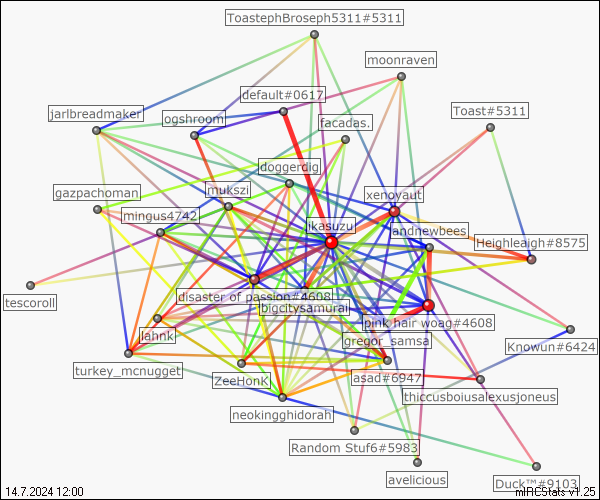 ToastephBroseph5311#5311
moonraven
default#0617
jarlbreadmaker
ogshroom
facadas.
Toast#5311
doggerdig
gazpachoman
mukszi
xenoyaut
mingus4742
ikasuzu
andnewbees
Heighleaigh#8575
tescoroll
disaster of passion#4608
bigcitysamurai
lahnk
pink hair woag#4608
gregor_samsa
Knowun#6424
turkey_mcnugget
ZeeHonK
asad#6947
thiccusboiusalexusjoneus
neokingghidorah
Random Stuf6#5983
avelicious
Duck™#9103
14.7.2024 12:00
mIRCStats v1.25